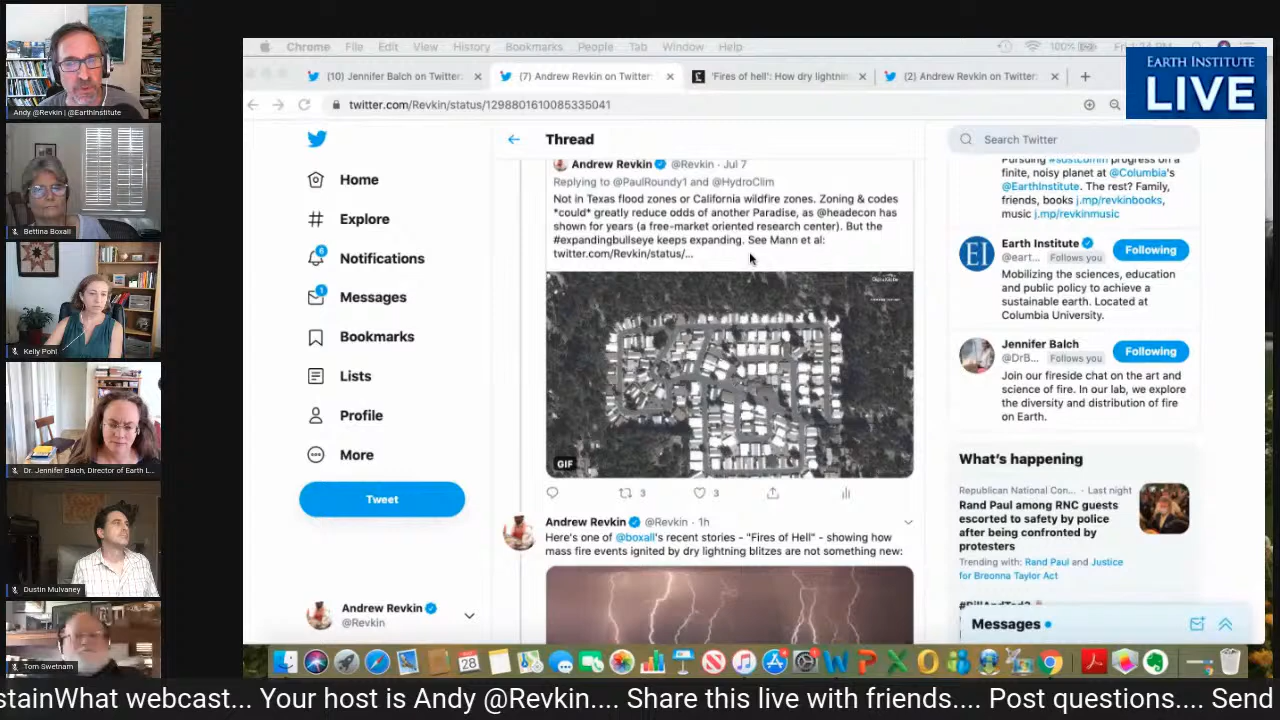 Andy @Revkin | @EarthInstitute
Bettina Boxall
Kelly Pohl
Dr. Jennifer Balch, Director of Earth L...
Dustin Mulvaney
Tom Swetnam
Chrome File Edit View History Bookmarks People Tab Window Help
100%
(10) Jennifer Balch on Twitter:
(7) Andrew Revkin on Twitter:
'Fires of hell': How dry lightn
(2) Andrew Revkin on Twitter:
twitter.com/Revkin/status/1298801610085335041
EARTH INSTITUTE
LIVE
Home
Explore
6
Notifications
1
Messages
Bookmarks
Lists
Profile
More
Tweet
Andrew Revkin
@Revkin
Thread
Andrew Revkin @Revkin · Jul 7
Replying to @PaulRoundy1 and @HydroClim
Not in Texas flood zones or California wildfire zones. Zoning & codes
*could* greatly reduce odds of another Paradise, as @headecon has
shown for years (a free-market oriented research center). But the
#expandingbullseye keeps expanding. See Mann et al:
twitter.com/Revkin/status/...
GIF
3
3
Andrew Revkin @Revkin · 1h
Here's one of @boxall's recent stories - "Fires of Hell" - showing how
mass fire events ignited by dry lightning blitzes are not something new:
Search Twitter
Pursuing #sustcomm progress on a
finite, noisy planet at @Columbia's
@EarthInstitute. The rest? Family,
friends, books j.mp/revkinbooks,
music j.mp/revkinmusic
EI
Earth Institute
@eart... Follows you
Following
Mobilizing the sciences, education
and public policy to achieve a
sustainable earth. Located at
Columbia University.
Jennifer Balch
@DrB... Follows you
Following
Join our fireside chat on the art and
science of fire. In our lab, we explore
the diversity and distribution of fire
on Earth.
What's happening
Republican National Con... · Last night
Rand Paul among RNC guests
escorted to safety by police
after being confronted by
protesters
Trending with: Rand Paul and Justice
for Breonna Taylor Act
Messages
28
stainWhat webcast... Your host is Andy @Revkin.... Share this live with friends.... Post questions.... Send